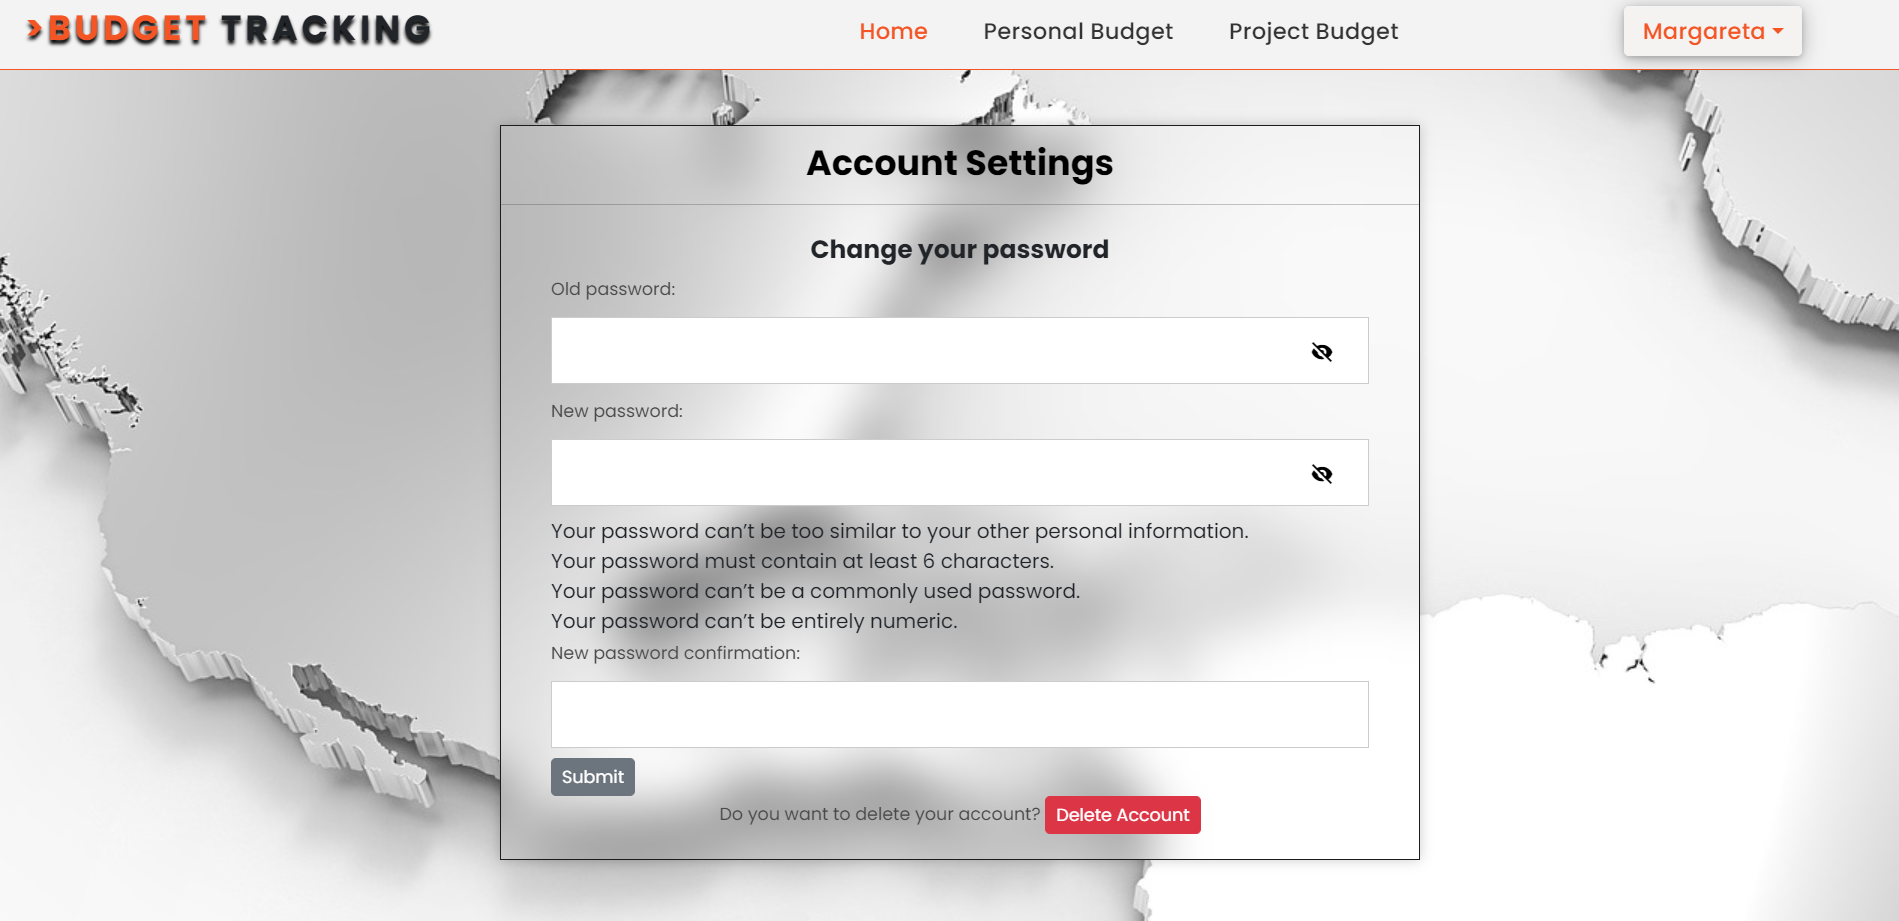 >BUDGET TRACKING
Home
Personal Budget
Project Budget
Margareta
Account Settings
Change your password
Old password:
New password:
Your password can’t be too similar to your other personal information.
Your password must contain at least 6 characters.
Your password can’t be a commonly used password.
Your password can’t be entirely numeric.
New password confirmation:
Submit
Do you want to delete your account? Delete Account